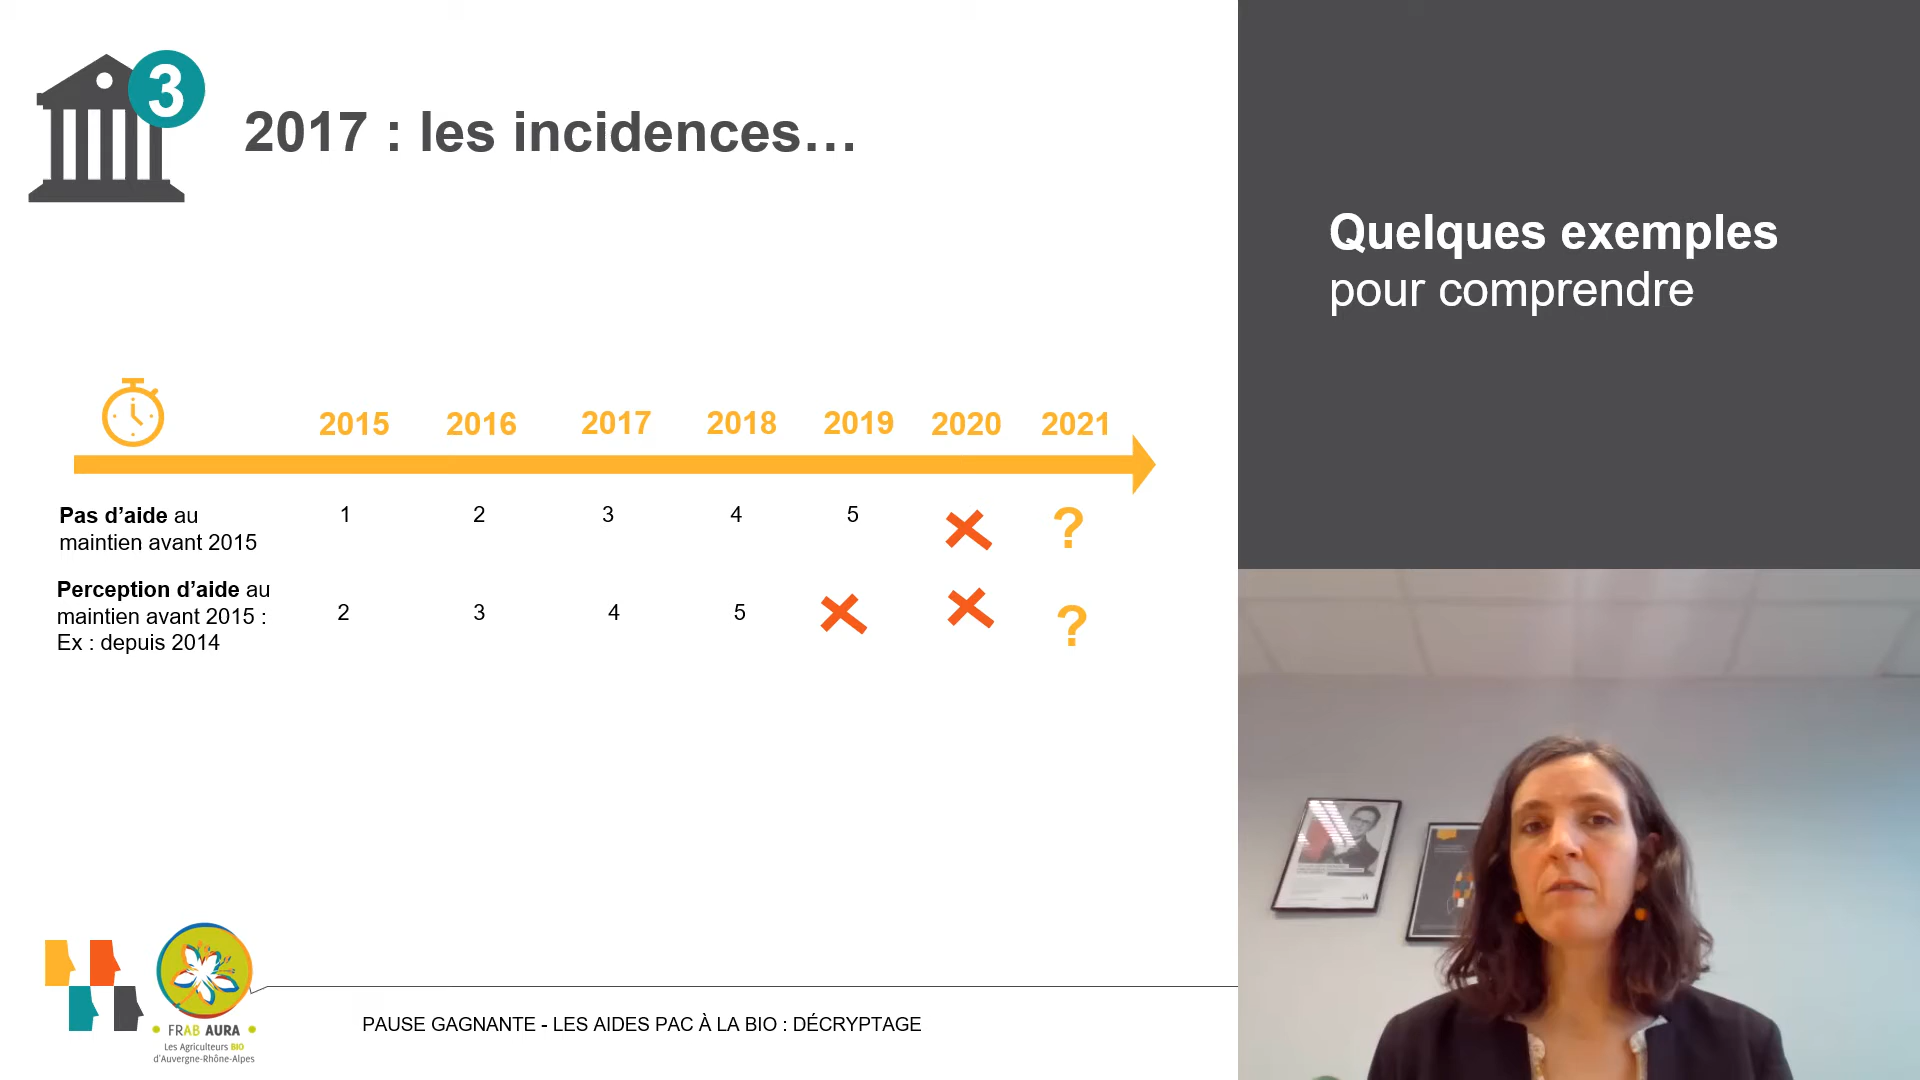 3
2017 : les incidences…
Quelques exemples
pour comprendre
2015 2016 2017 2018 2019 2020 2021
Pas d’aide au
maintien avant 2015
1 2 3 4 5 ?
Perception d’aide au
maintien avant 2015 :
Ex : depuis 2014
2 3 4 5 ?
FRAB AURA
Les Agriculteurs BIO
d'Auvergne-Rhône-Alpes
PAUSE GAGNANTE - LES AIDES PAC À LA BIO : DÉCRYPTAGE